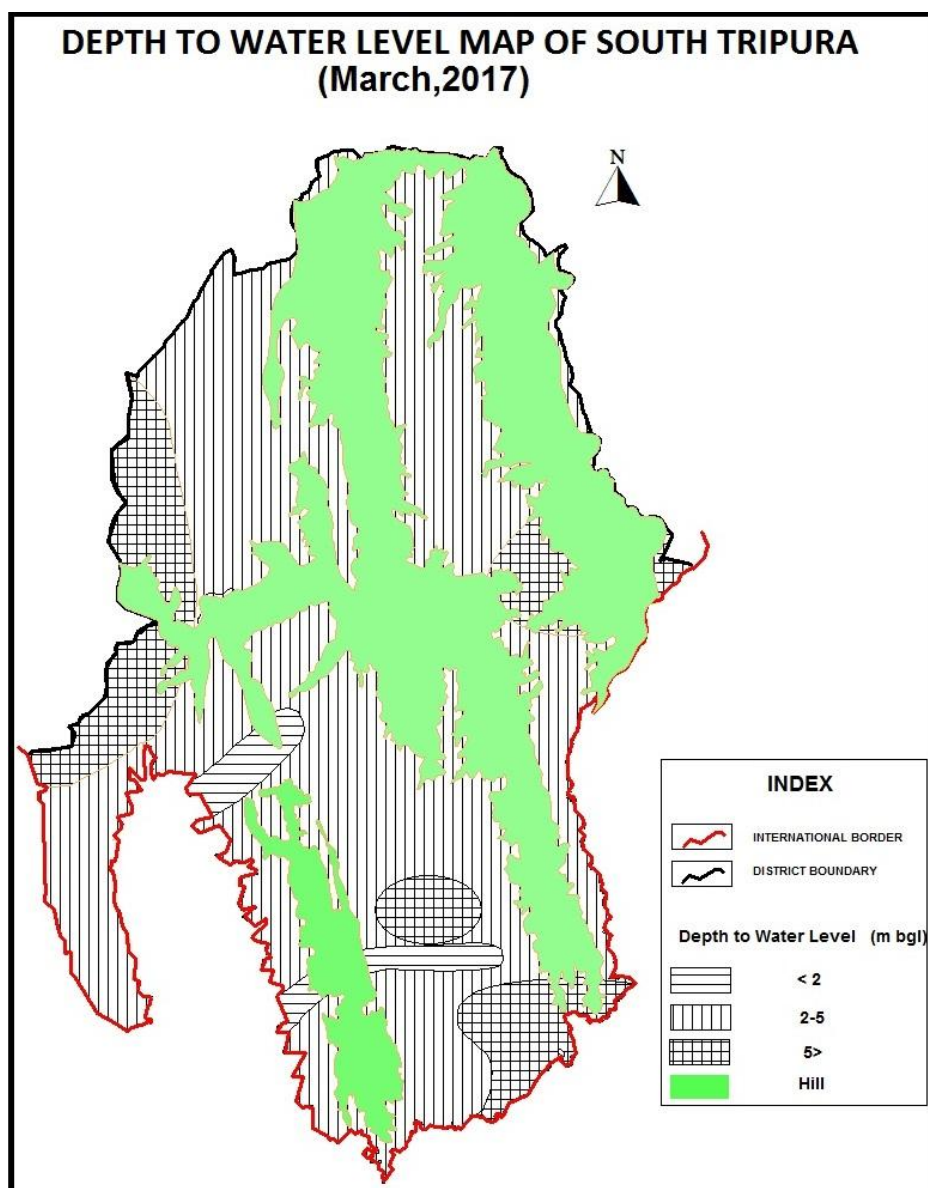 DEPTH TO WATER LEVEL MAP OF SOUTH TRIPURA
(March,2017)
N
INDEX
INTERNATIONAL BORDER
DISTRICT BOUNDARY
Depth to Water Level (m bgl)
< 2
2-5
5>
Hill